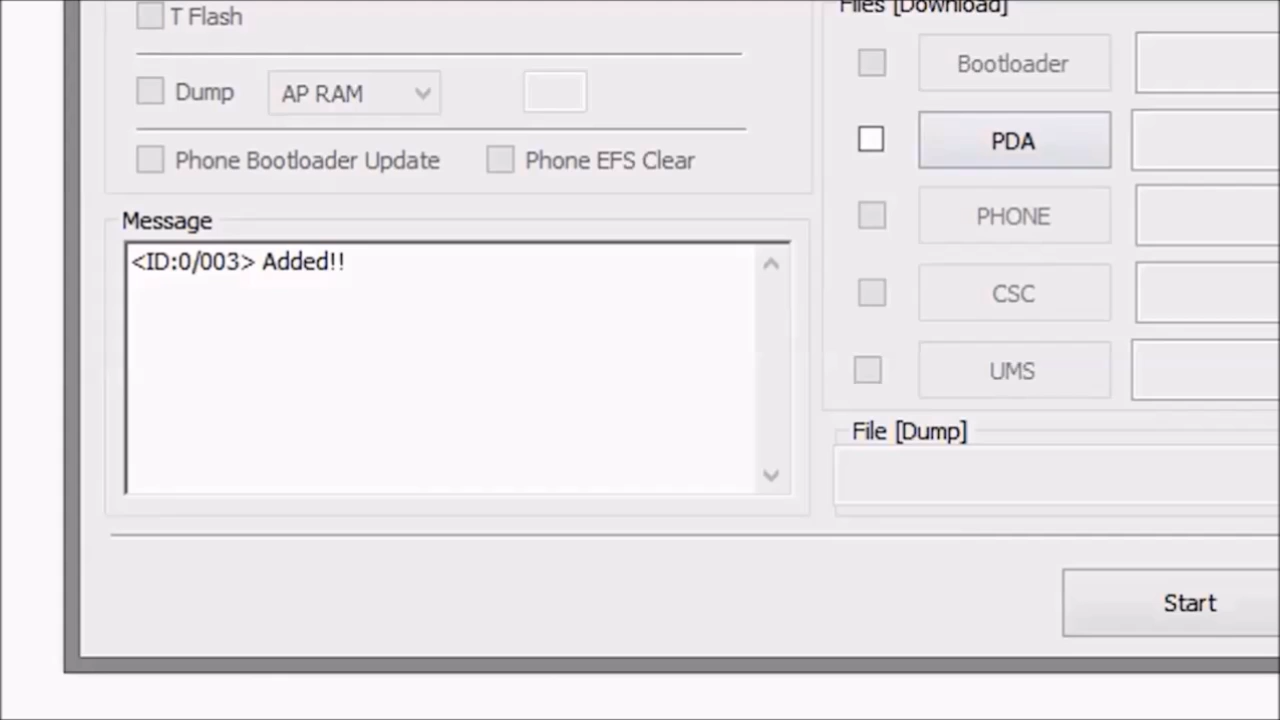 T Flash
Dump
AP RAM
Phone Bootloader Update
Phone EFS Clear
Message
<ID:0/003> Added!!
Files [Download]
Bootloader
PDA
PHONE
CSC
UMS
File [Dump]
Start